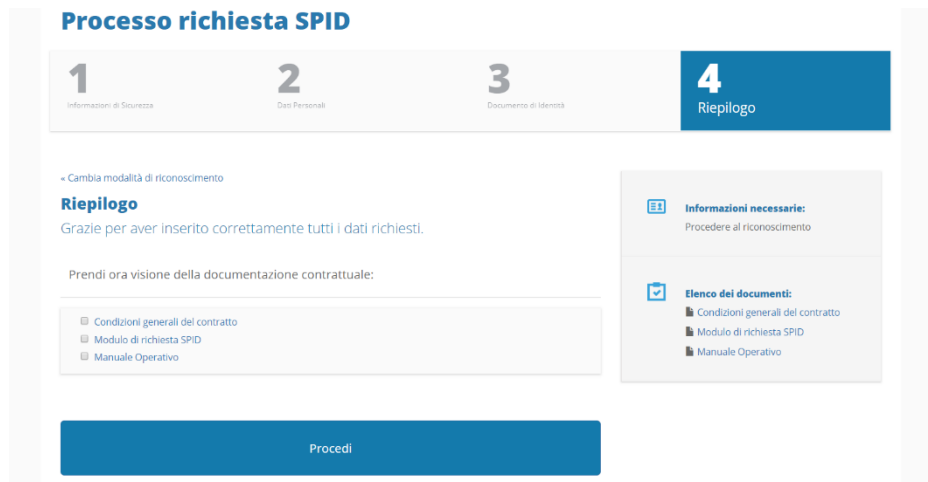 Processo richiesta SPID
1
Informazioni di Sicurezza
2
Dati Personali
3
Documento di Identità
4
Riepilogo
« Cambia modalità di riconoscimento
Riepilogo
Grazie per aver inserito correttamente tutti i dati richiesti.
Prendi ora visione della documentazione contrattuale:
Condizioni generali del contratto
Modulo di richiesta SPID
Manuale Operativo
Procedi
Informazioni necessarie:
Procedere al riconoscimento
Elenco dei documenti:
Condizioni generali del contratto
Modulo di richiesta SPID
Manuale Operativo